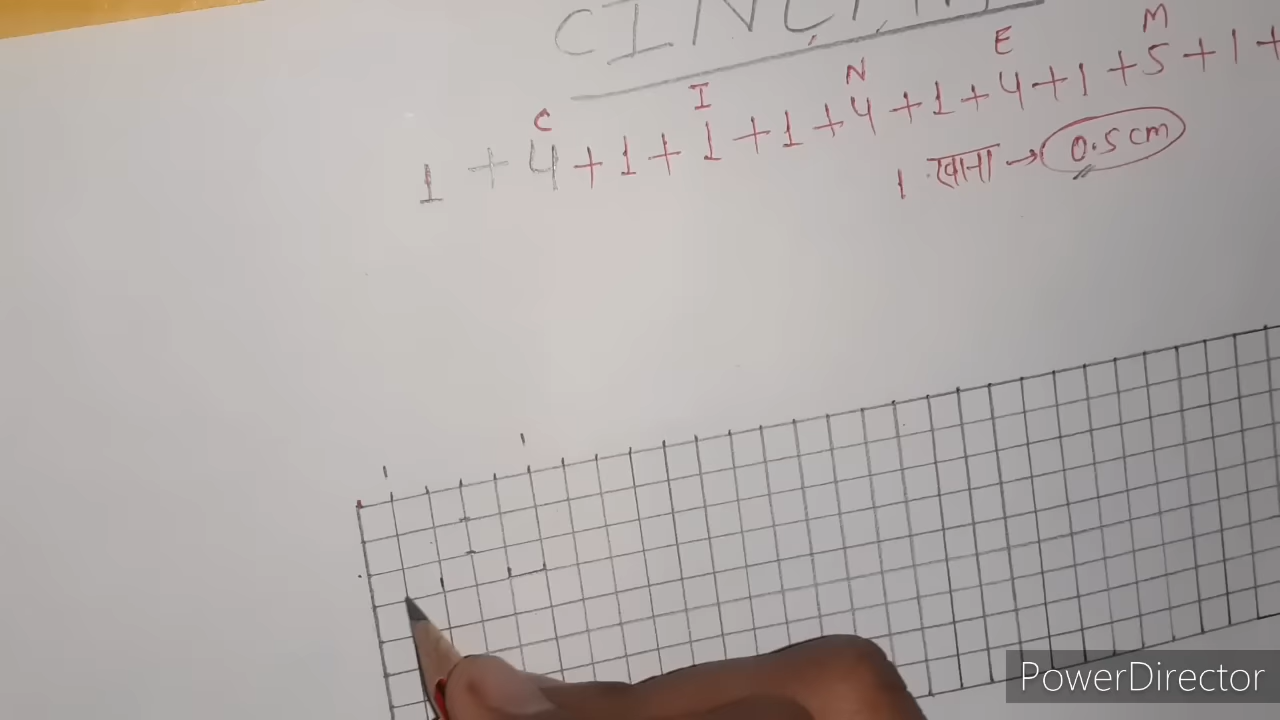 C I N E M
1 + 4 + 1 + 1 + 1 + 4 + 1 + 4 + 1 + 5 + 1 +
1 खाना → 0.5 cm
PowerDirector